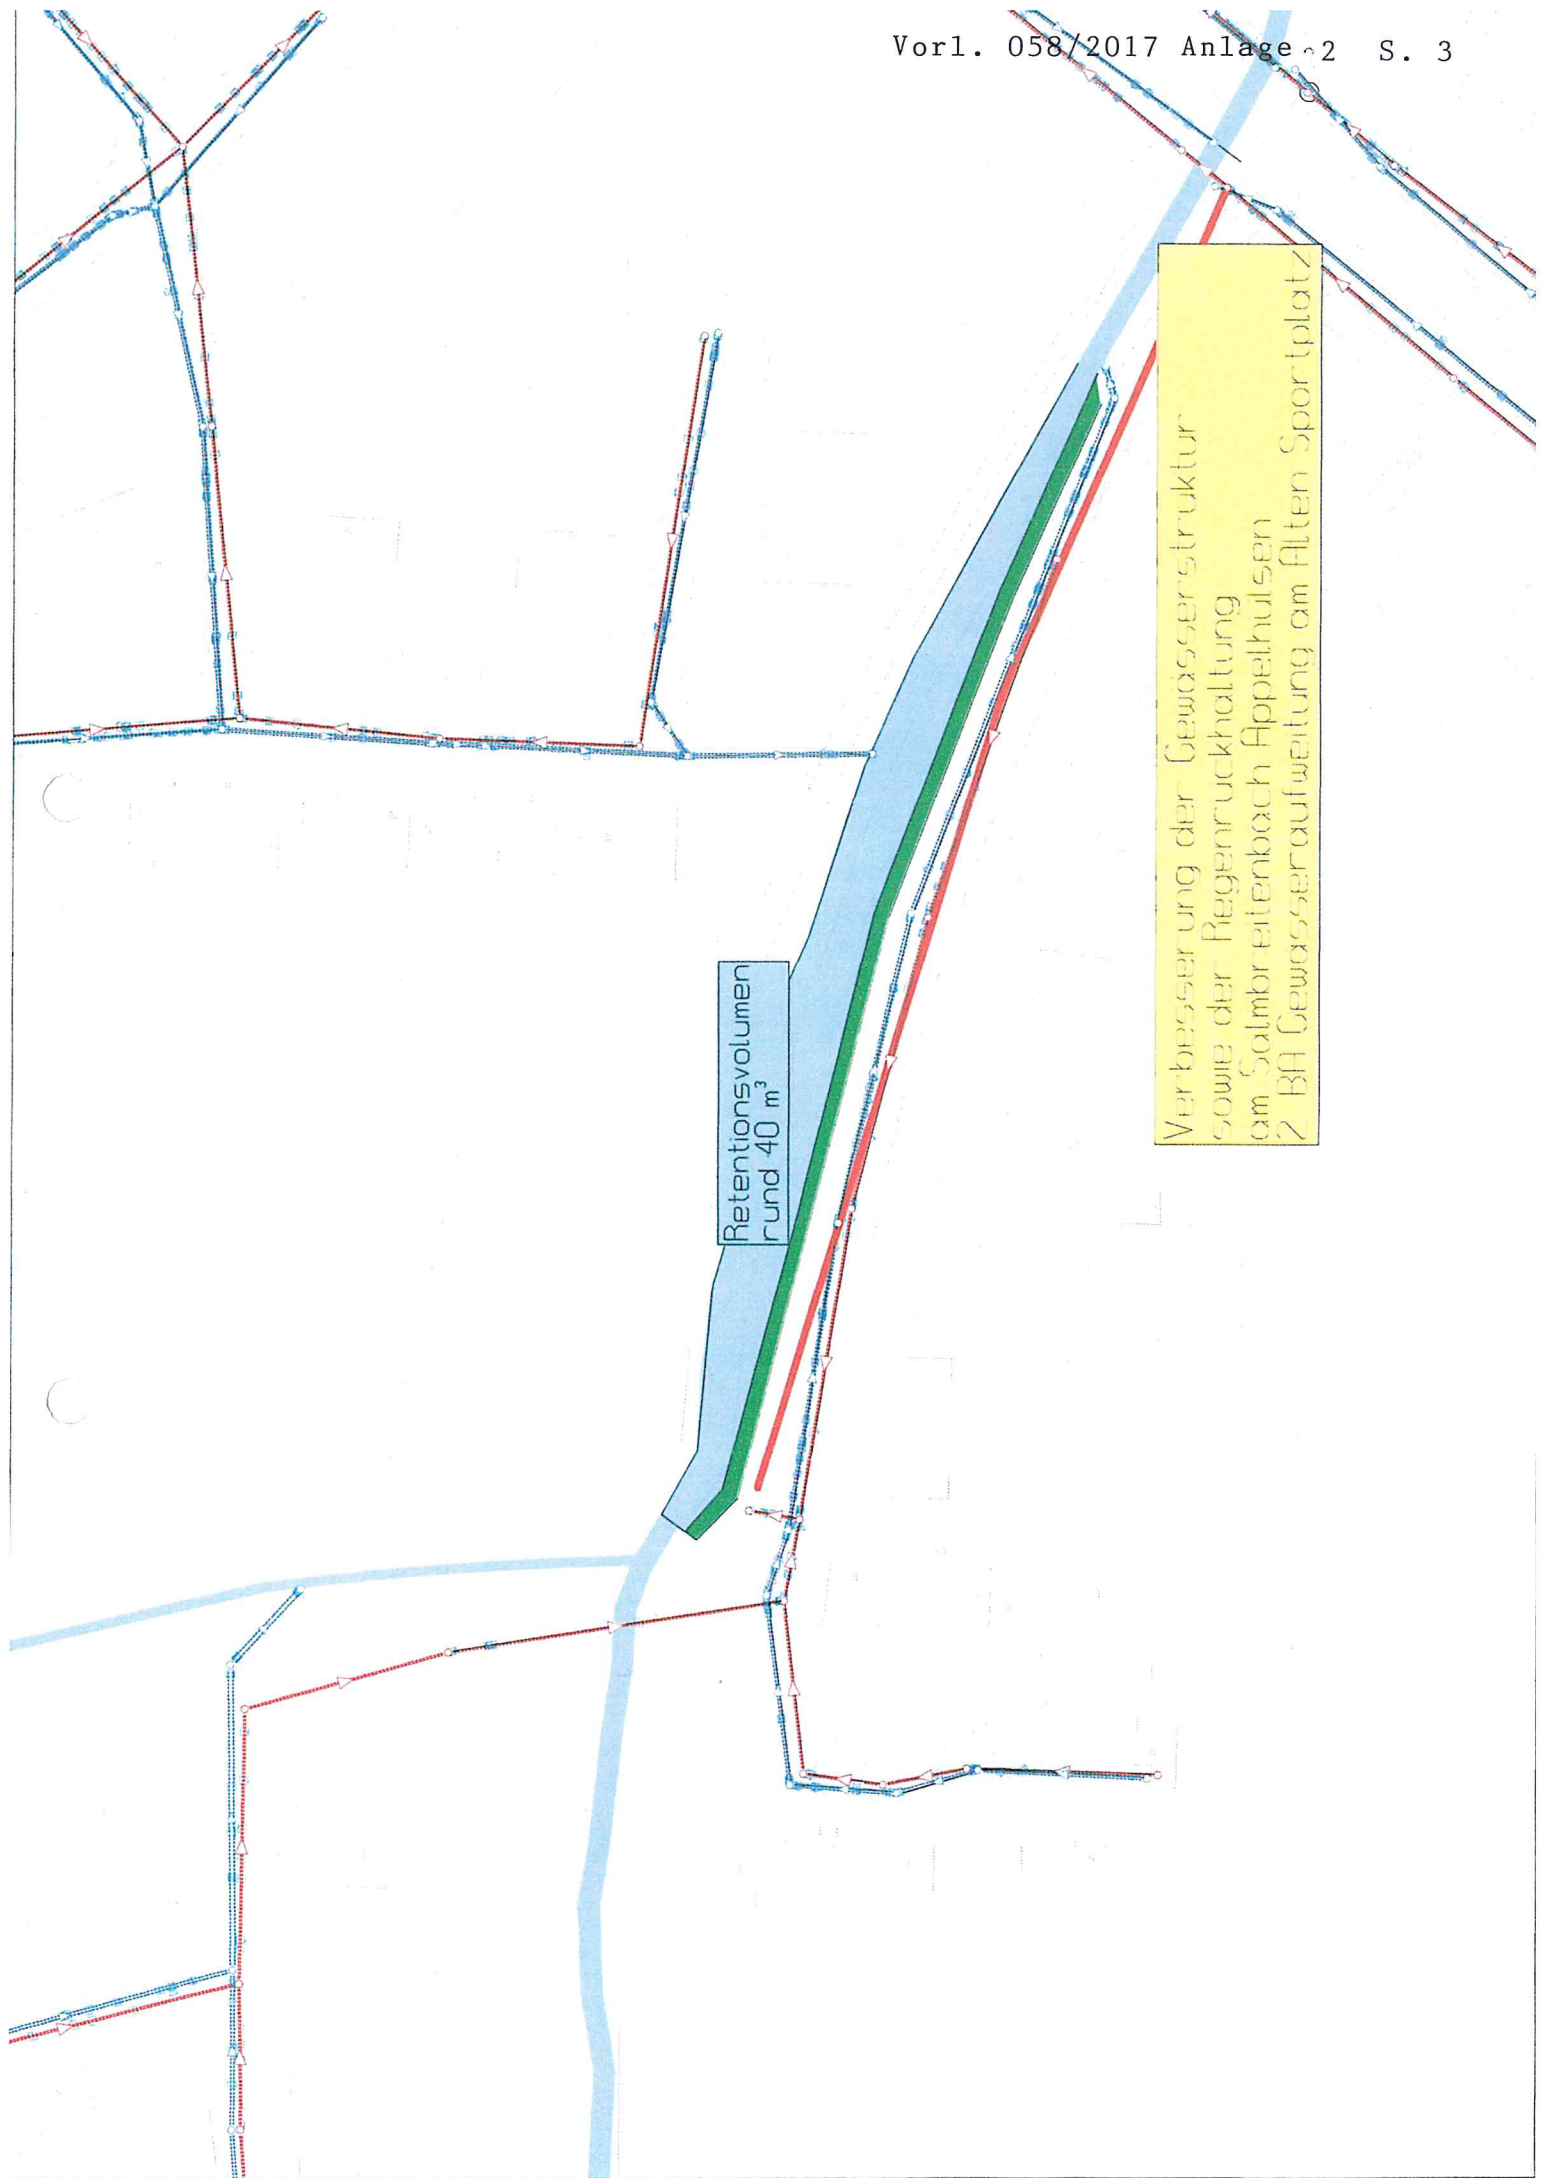 Vorl. 058/2017 Anlage 2 S. 3
Retentionsvolumen
rund 40 m³
Verbesserung der Gewässerstruktur
sowie der Regenrückhaltung
am Salmbreitenbach Appelhülsen
2 BA Gewässeraufweitung am Alten Sportplatz